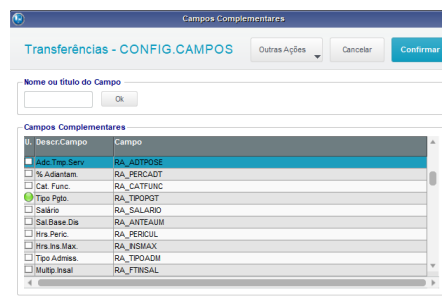 Campos Complementares
Transferências - CONFIG.CAMPOS
Outras Ações
Cancelar
Confirmar
Nome ou titulo do Campo
Ok
Campos Complementares
U. Descr.Campo Campo
Adc.Tmp.Serv RA_ADTPOSE
% Adiantam. RA_PERCADT
Cat. Func. RA_CATFUNC
Tipo Pgto. RA_TIPOPGT
Salário RA_SALARIO
Sal.Base.Dis RA_ANTEAUM
Hrs.Peric. RA_PERICUL
Hrs.Ins.Max. RA_INSMAX
Tipo Admiss. RA_TIPOADM
Multip.Insal RA_FTINSAL